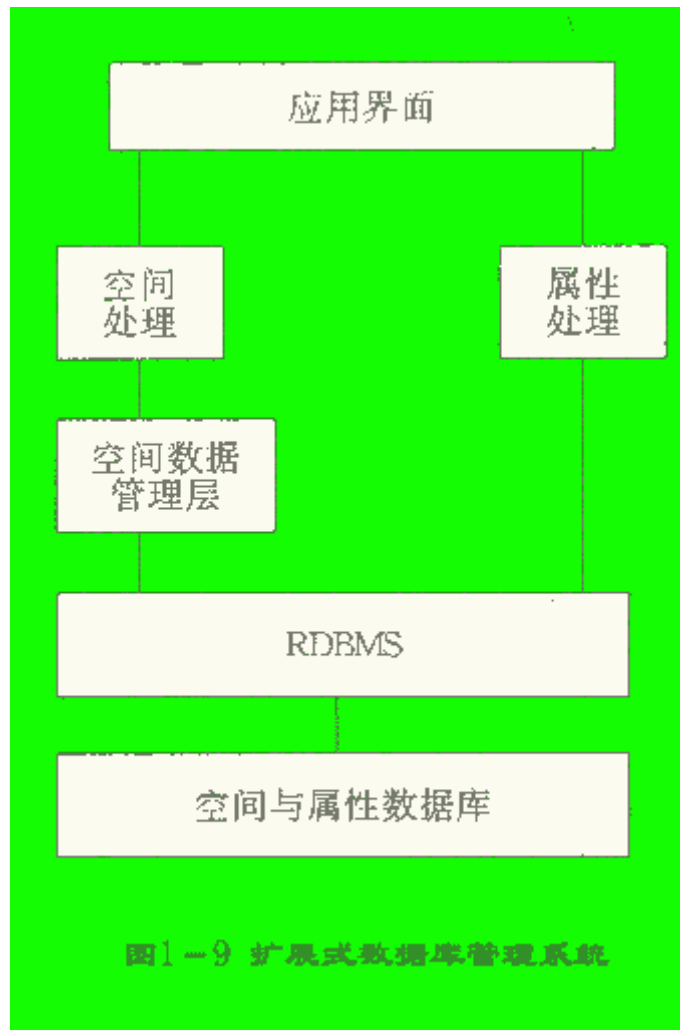 应用界面
空间
处理
属性
处理
空间数据
管理层
RDBMS
空间与属性数据库
图1-9 扩展式数据库管理系统